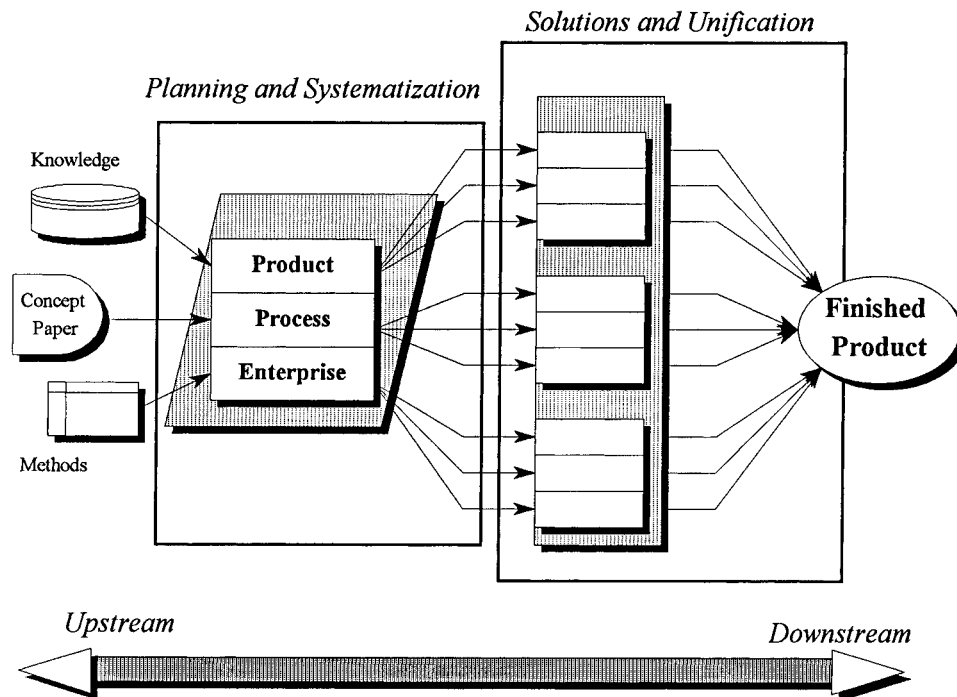 Solutions and Unification
Planning and Systematization
Knowledge
Product
Concept
Paper
Process
Finished
Product
Enterprise
Methods
Upstream
Downstream